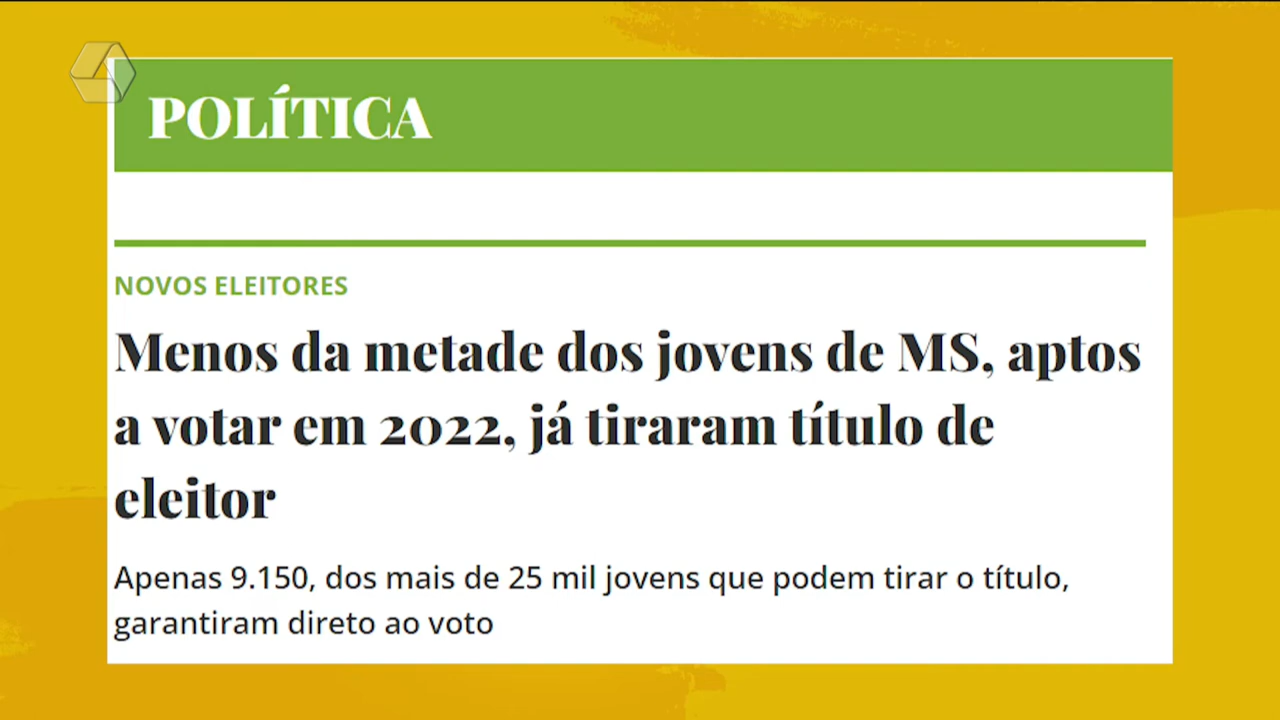 POLÍTICA
NOVOS ELEITORES
Menos da metade dos jovens de MS, aptos
a votar em 2022, já tiraram título de
eleitor
Apenas 9.150, dos mais de 25 mil jovens que podem tirar o título,
garantiram direto ao voto